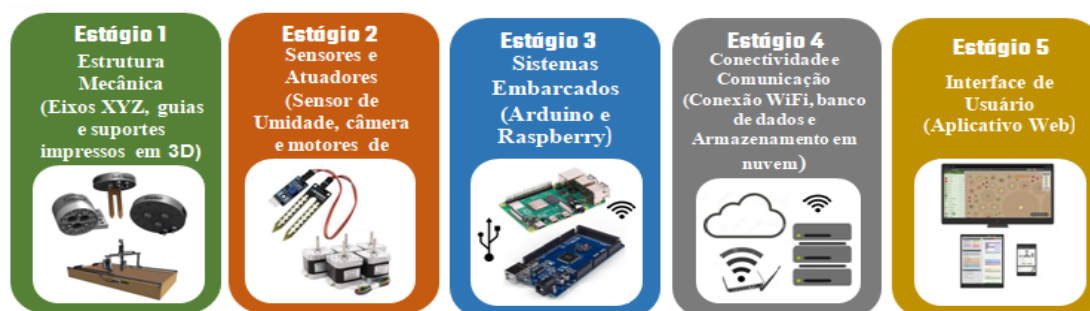 Estágio 1
Estrutura
Mecânica
(Eixos XYZ, guias
e suportes
impressos em 3D)
Estágio 2
Sensores e
Atuadores
(Sensor de
Umidade, câmera
e motores de
Estágio 3
Sistemas
Embarcados
(Arduino e
Raspberry)
Estágio 4
Conectividade e
Comunicação
(Conexão WiFi, banco
de dados e
Armazenamento em
nuvem)
Estágio 5
Interface de
Usuário
(Aplicativo Web)